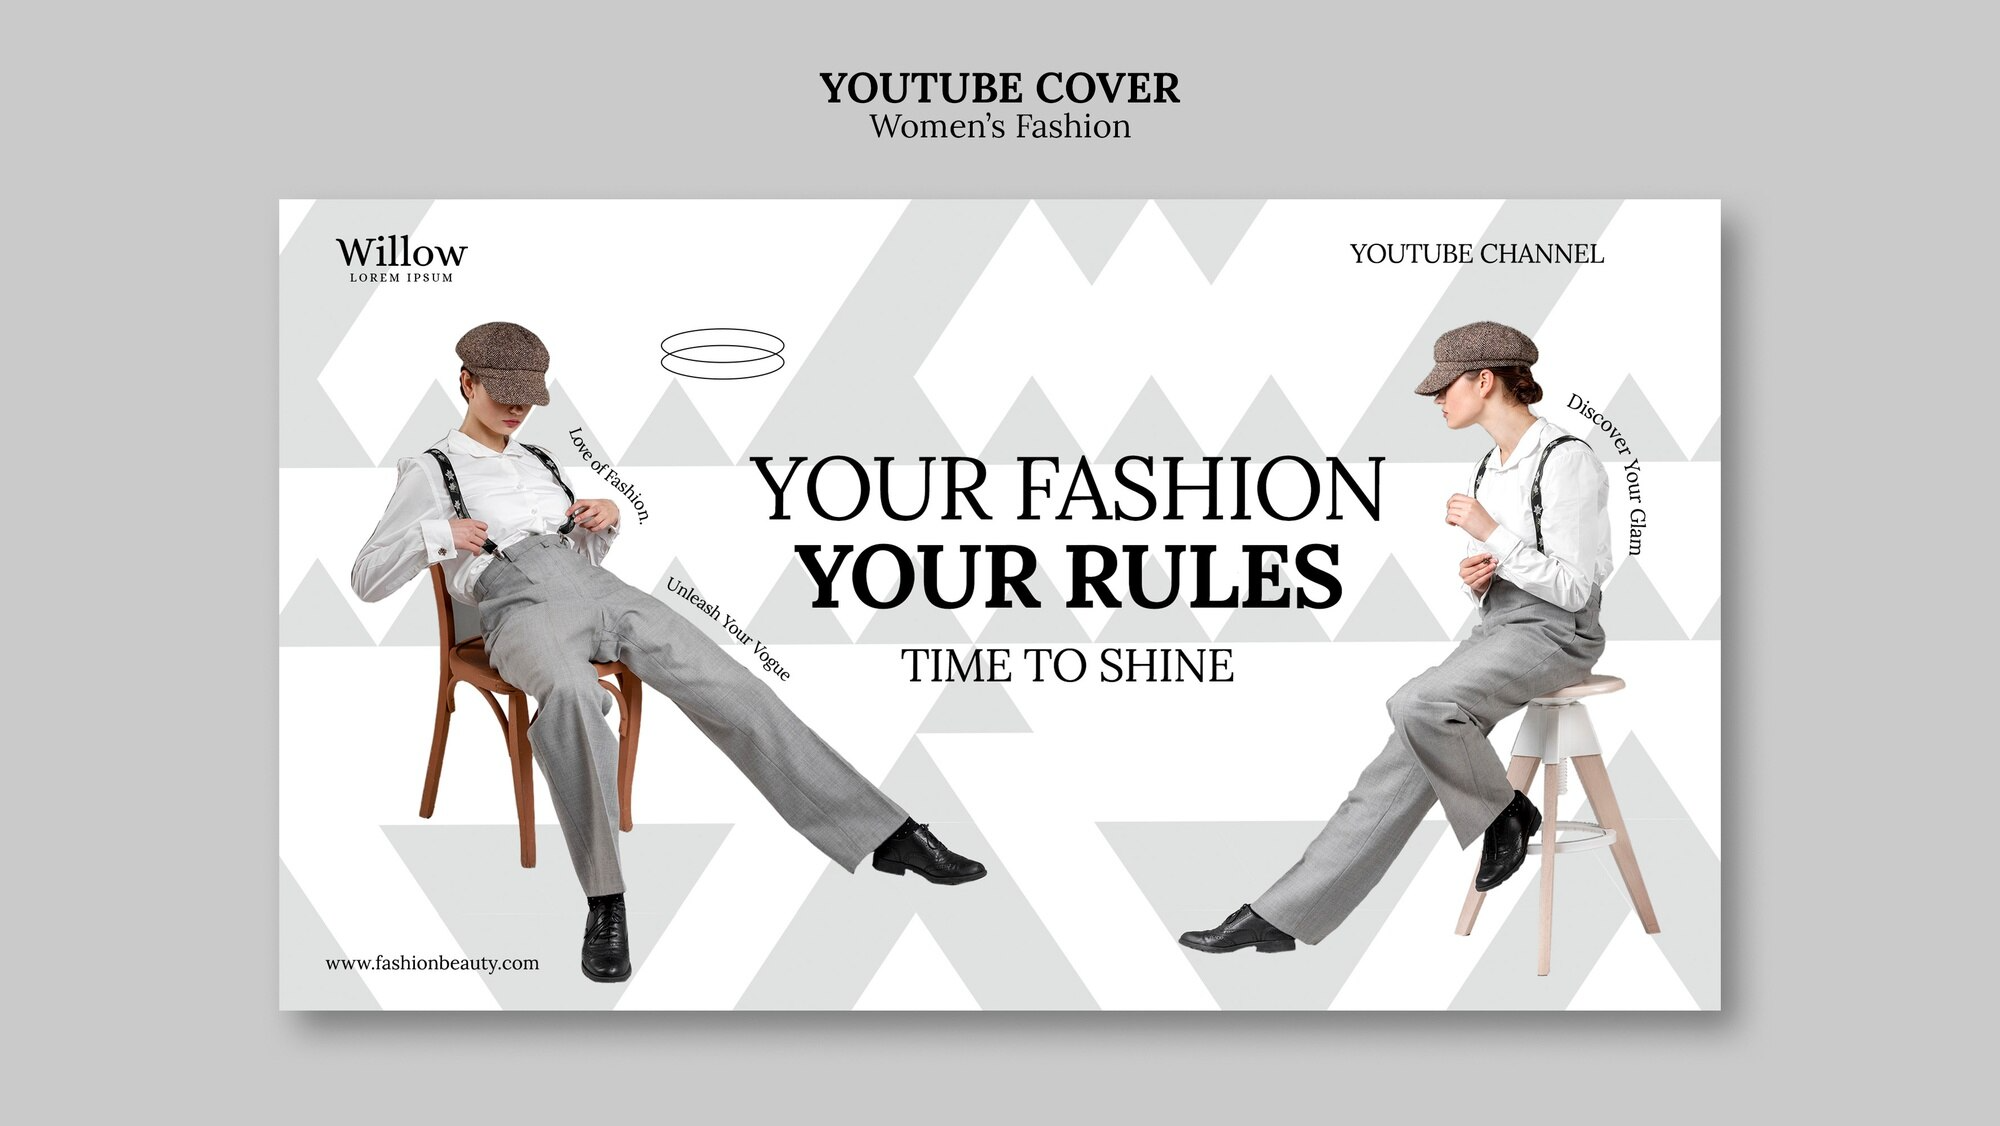 YOUTUBE COVER
Women's Fashion
Willow
LOREM IPSUM
YOUTUBE CHANNEL
Love of Fashion.
Discover Your Glam
YOUR FASHION
YOUR RULES
Unleash Your Vogue
TIME TO SHINE
www.fashionbeauty.com